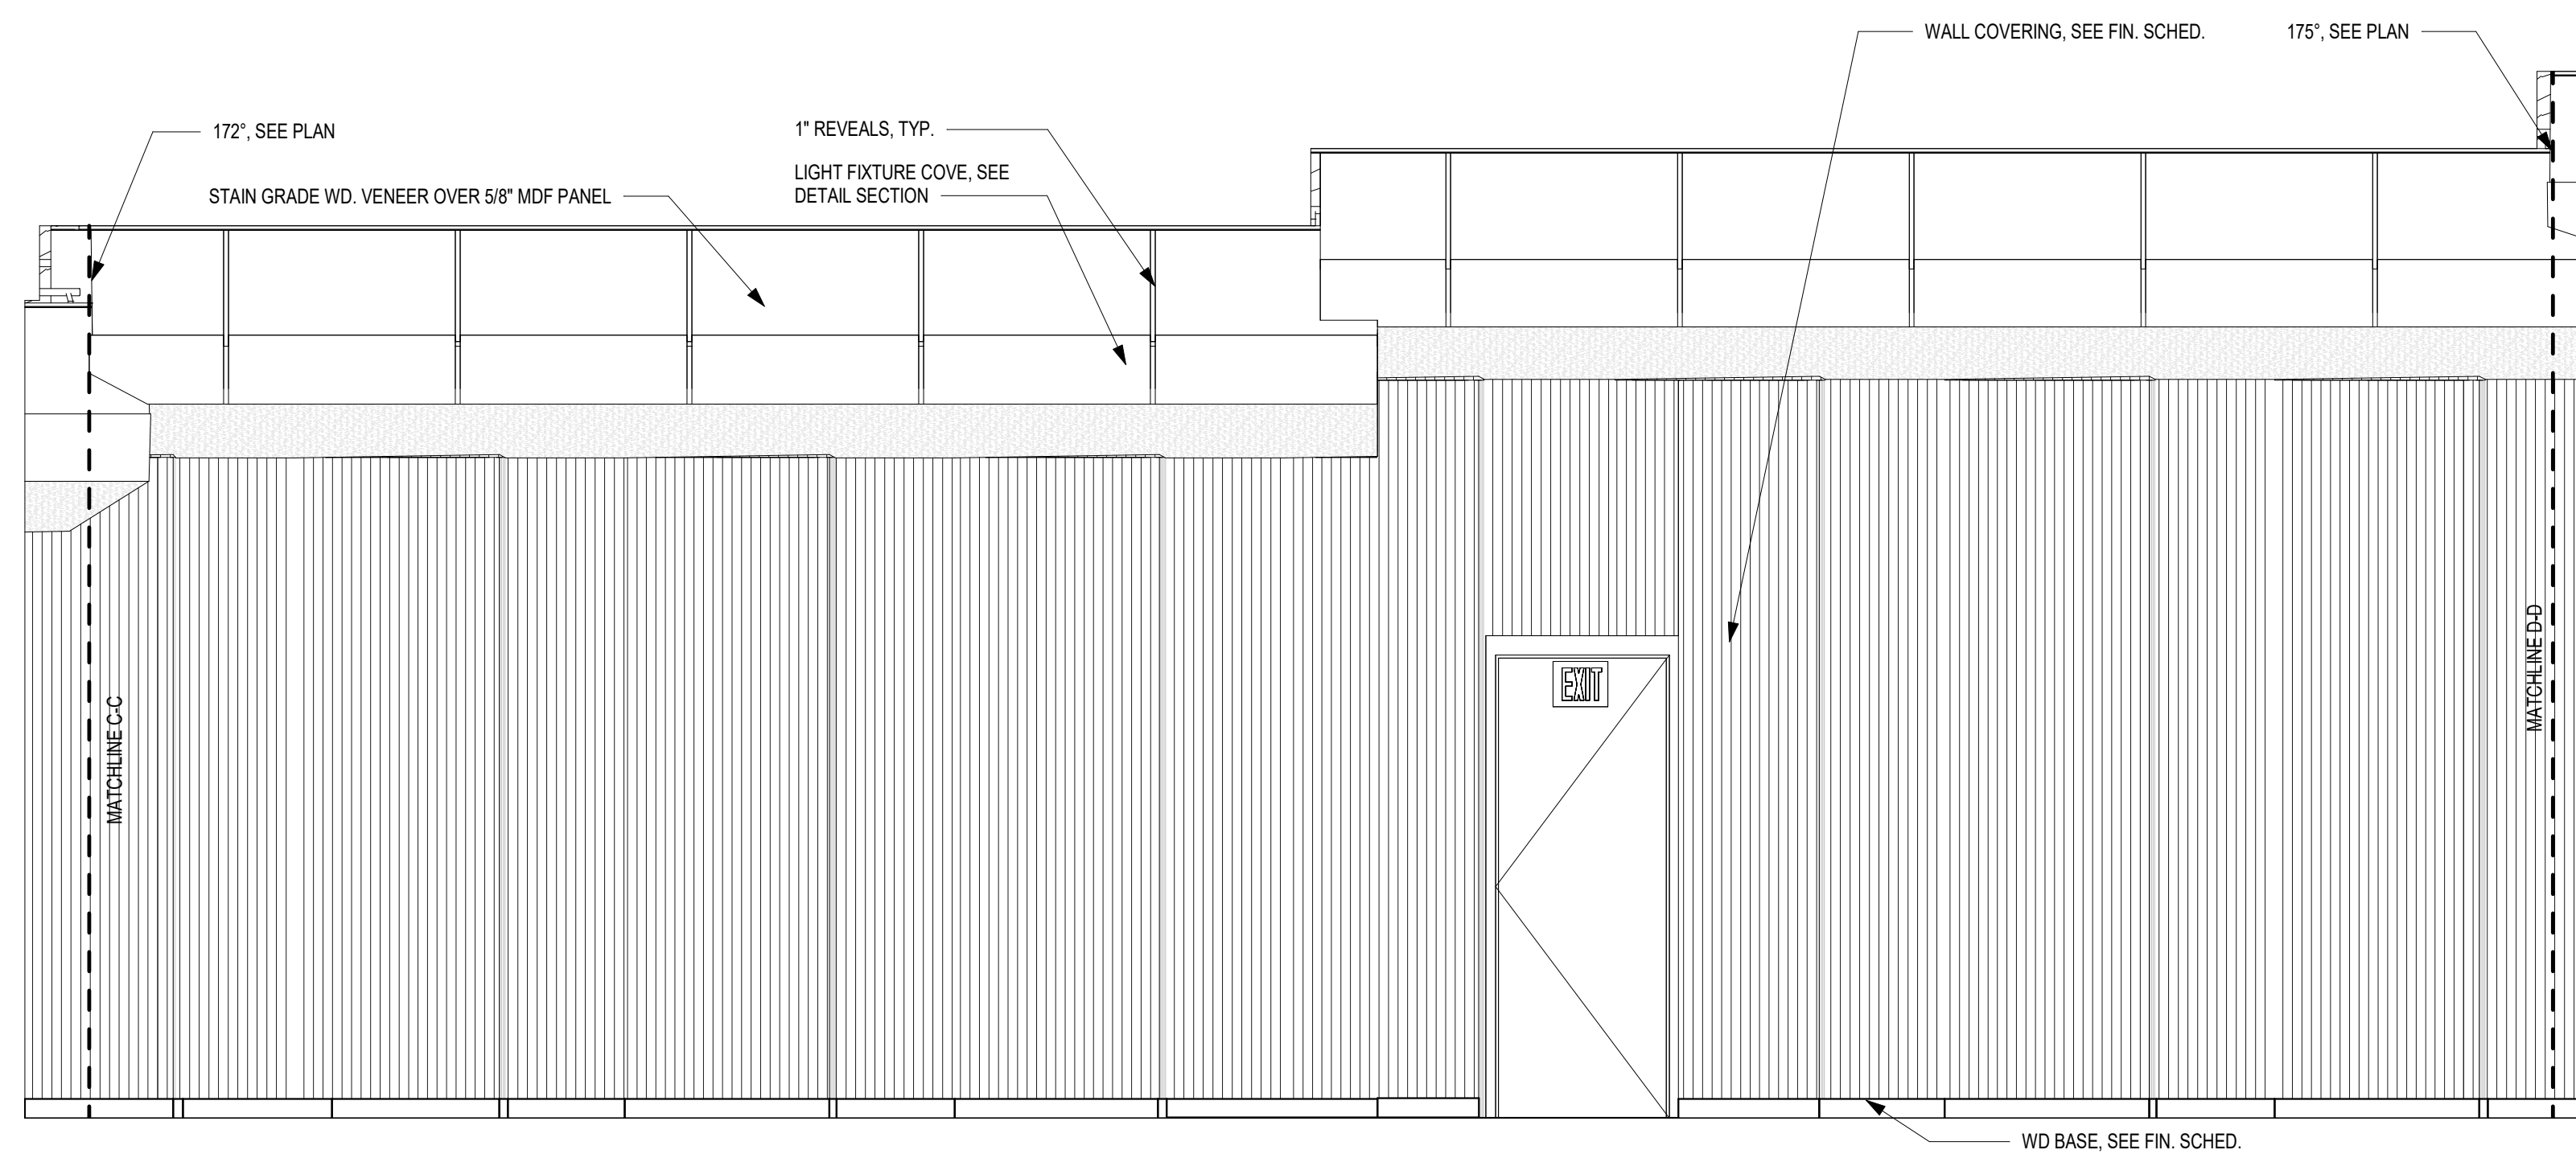 WALL COVERING, SEE FIN. SCHED.
175°, SEE PLAN
172°, SEE PLAN
1" REVEALS, TYP.
LIGHT FIXTURE COVE, SEE
DETAIL SECTION
STAIN GRADE WD. VENEER OVER 5/8" MDF PANEL
EXIT
MATCHLINE C-C
MATCHLINE D-D
WD BASE, SEE FIN. SCHED.